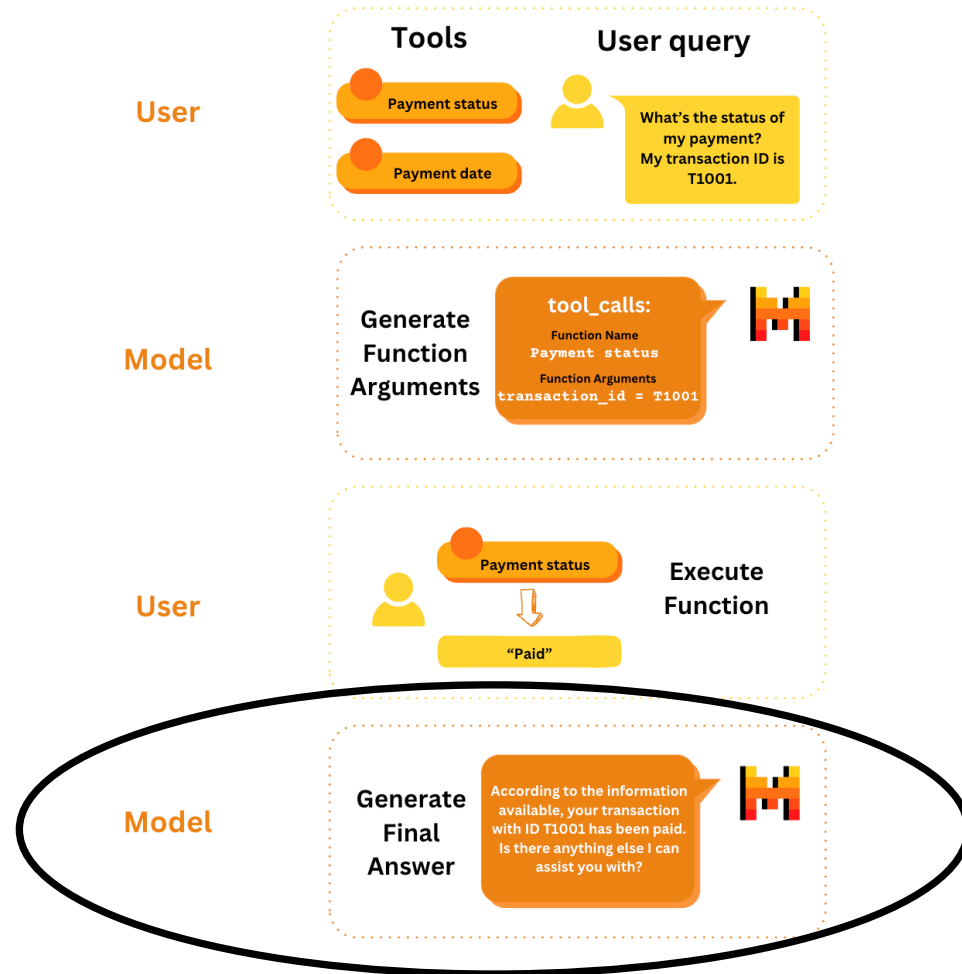 Tools
User query
User
Payment status
Payment date
What's the status of
my payment?
My transaction ID is
T1001.
Model
Generate
Function
Arguments
tool_calls:
Function Name
Payment status
Function Arguments
transaction_id = T1001
User
Payment status
“Paid”
Execute
Function
Model
Generate
Final
Answer
According to the information
available, your transaction
with ID T1001 has been paid.
Is there anything else I can
assist you with?